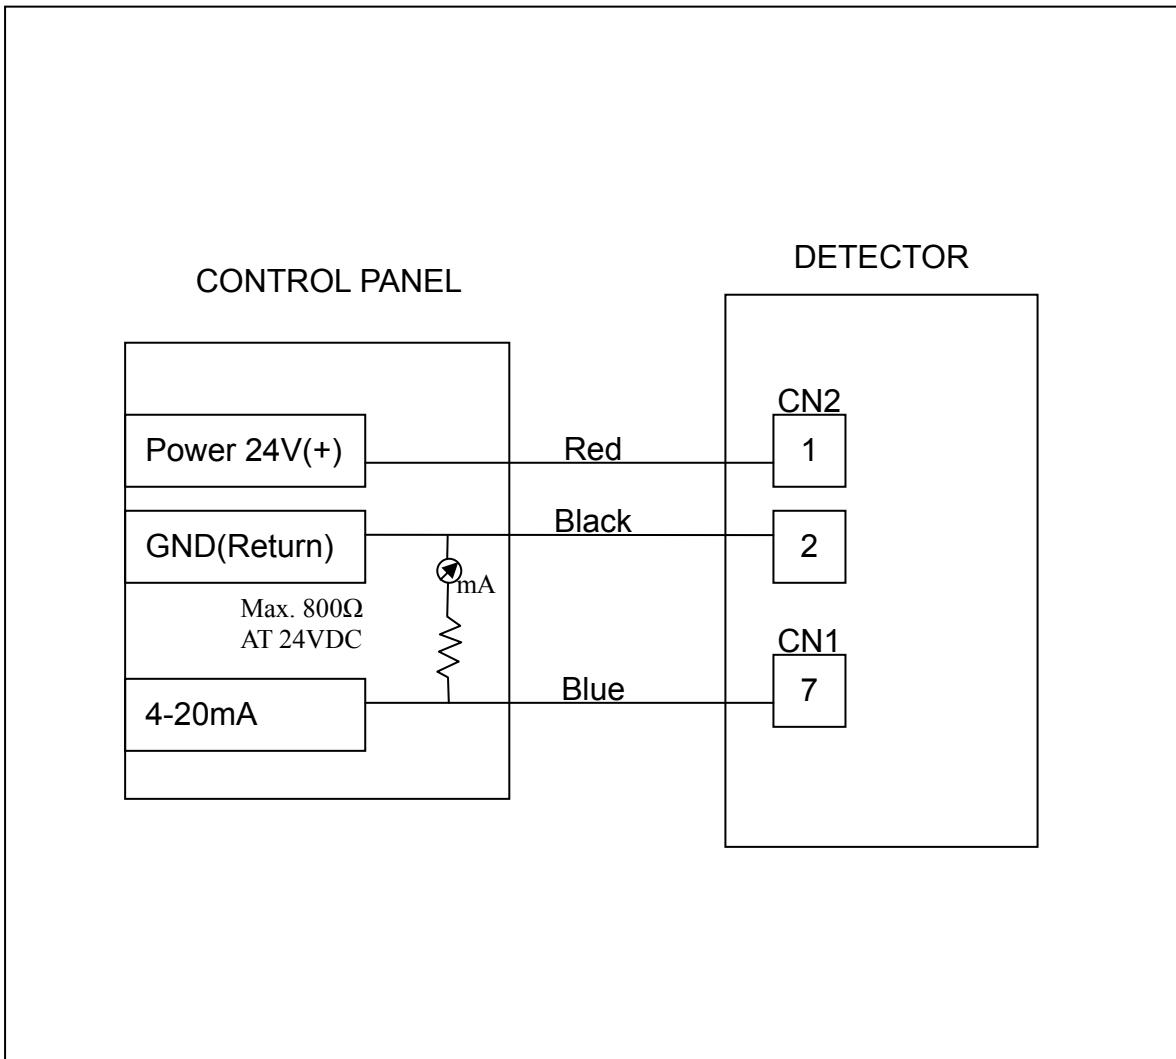 DETECTOR
CONTROL PANEL
CN2
Power 24V(+)
Red
1
Black
GND(Return)
2
mA
Max. 800Ω
AT 24VDC
CN1
Blue
7
4-20mA